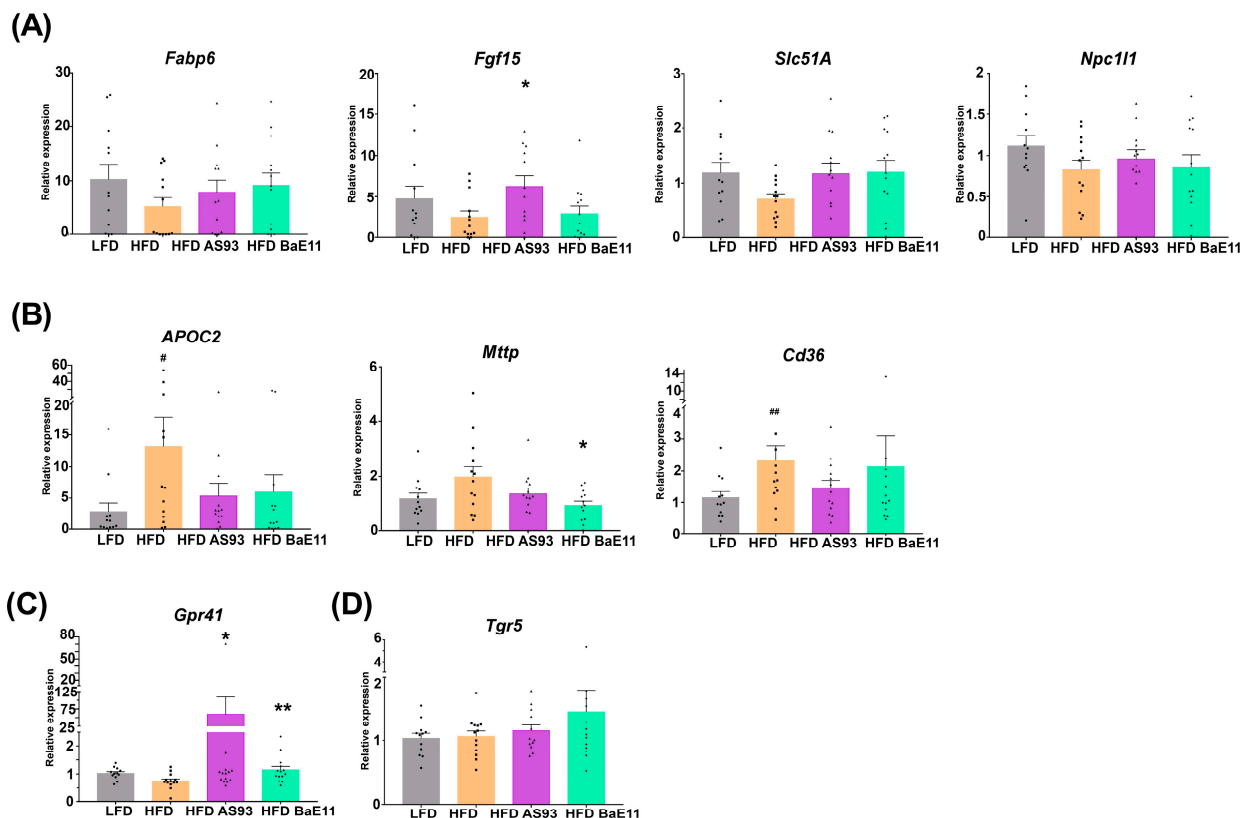 (A)
Fabp6
Relative expression
30
20
10
0
LFD HFD HFD AS93 HFD BaE11
Fgf15
Relative expression
20
15
10
5
0
*
LFD HFD HFD AS93 HFD BaE11
Slc51A
Relative expression
3
2
1
0
LFD HFD HFD AS93 HFD BaE11
Npc1l1
Relative expression
2
1.5
1
0.5
0
LFD HFD HFD AS93 HFD BaE11
(B)
APOC2
Relative expression
60
40
20
20
15
10
5
0
#
LFD HFD HFD AS93 HFD BaE11
Mttp
Relative expression
6
4
2
0
*
LFD HFD HFD AS93 HFD BaE11
Cd36
Relative expression
14
10
6
4
3
2
1
0
##
LFD HFD HFD AS93 HFD BaE11
(C)
Gpr41
Relative expression
80
50
20
125
75
25
2
1
0
*
**
LFD HFD HFD AS93 HFD BaE11
(D)
Tgr5
Relative expression
6
4
2
2
1
0
LFD HFD HFD AS93 HFD BaE11